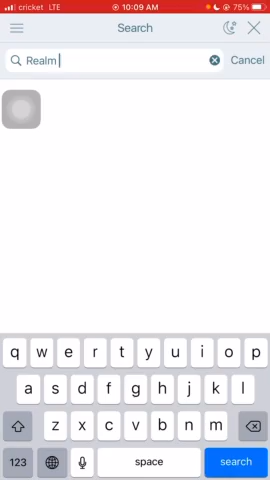 cricket LTE 10:09 AM 75%
Search
Realm Cancel
q w e r t y u i o p
a s d f g h j k l
z x c v b n m
123 space search